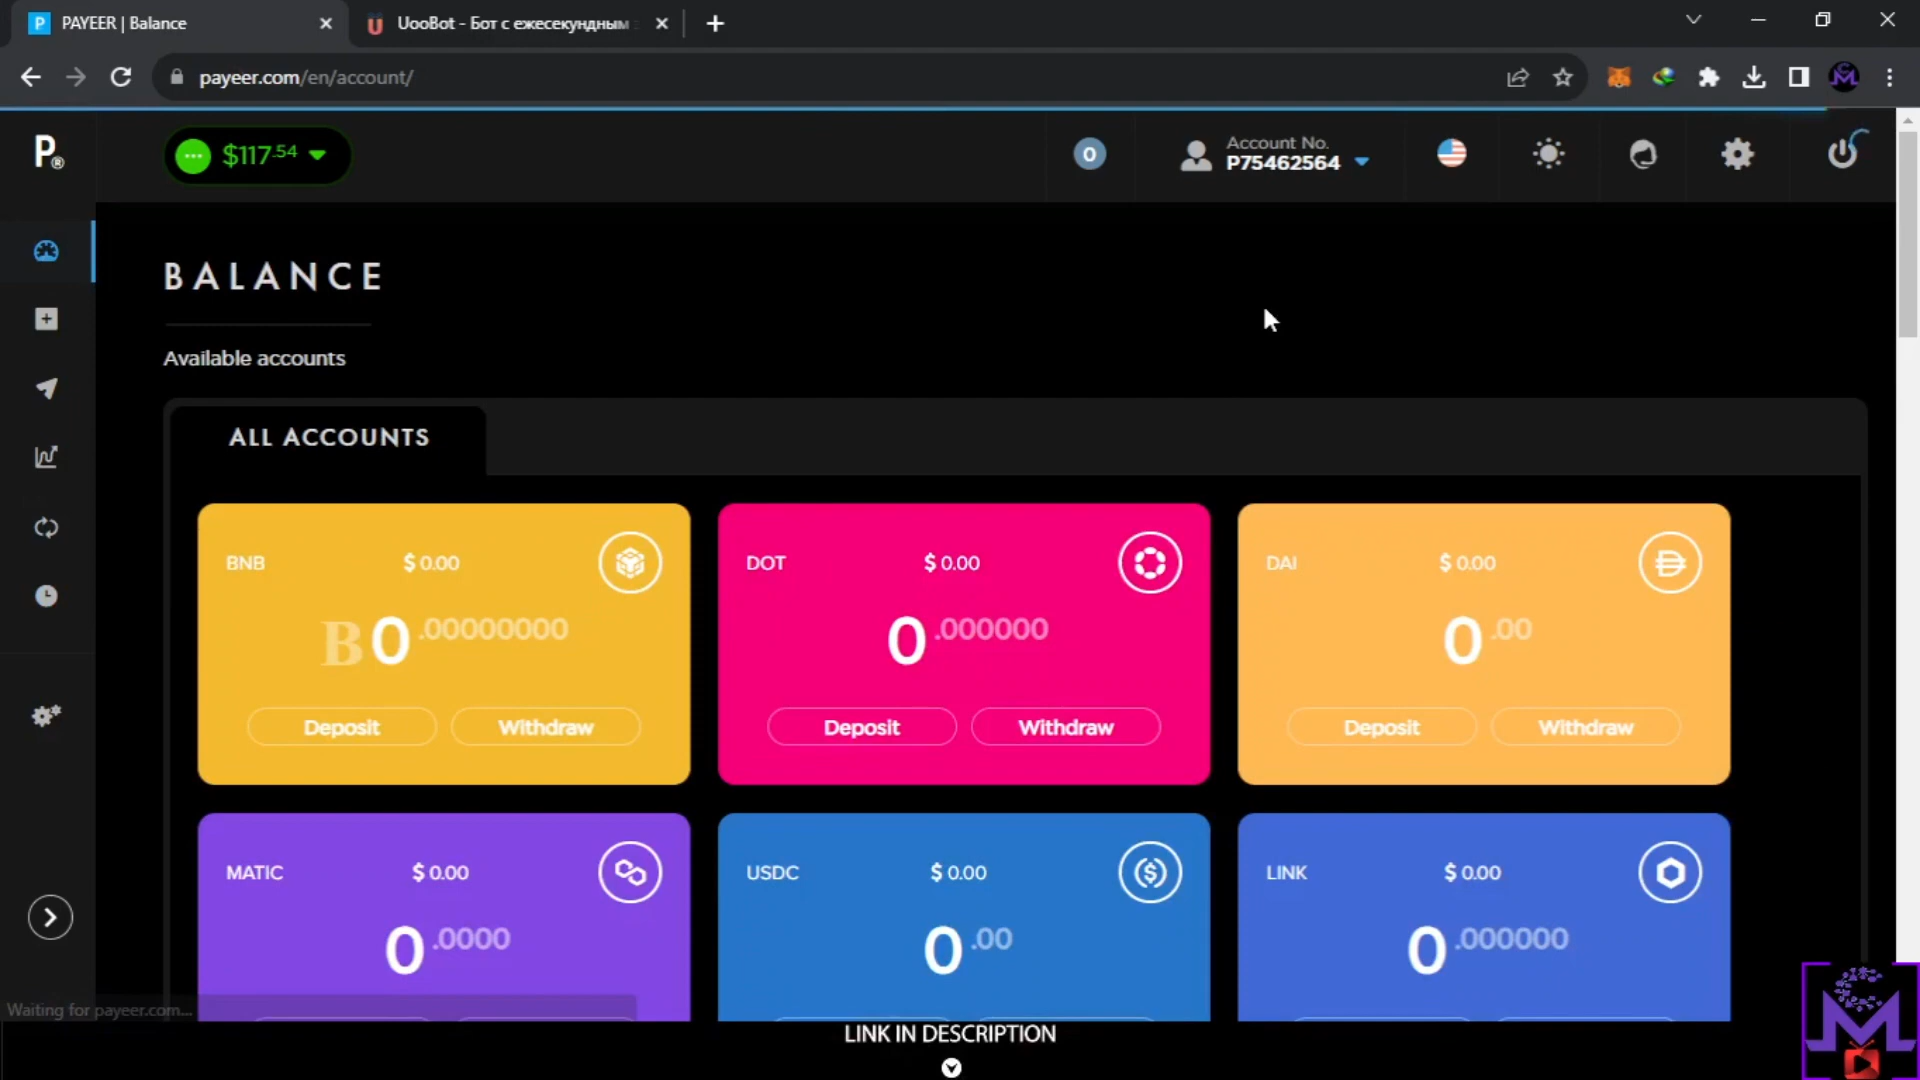 PAYEER | Balance
UooBot - Бот с ежесекундным
payeer.com/en/account/
P®
$117.54
0
Account No.
P75462564
BALANCE
Available accounts
ALL ACCOUNTS
BNB $ 0.00
B 0.00000000
Deposit Withdraw
DOT $ 0.00
0.000000
Deposit Withdraw
DAI $ 0.00
0.00
Deposit Withdraw
MATIC $ 0.00
0.0000
USDC $ 0.00
0.00
LINK $ 0.00
0.000000
Waiting for payeer.com...
LINK IN DESCRIPTION